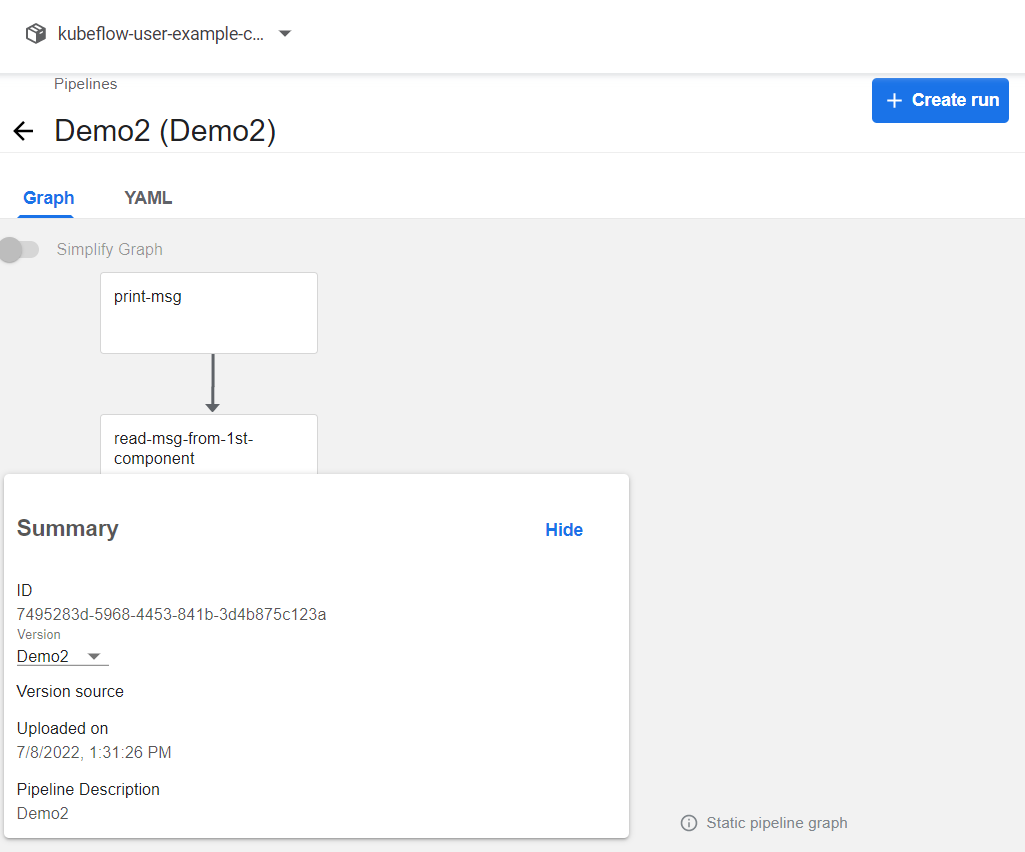 kubeflow-user-example-c...
Pipelines
Create run
Demo2 (Demo2)
Graph
YAML
Simplify Graph
print-msg
read-msg-from-1st-
component
Summary
Hide
ID
7495283d-5968-4453-841b-3d4b875c123a
Version
Demo2
Version source
Uploaded on
7/8/2022, 1:31:26 PM
Pipeline Description
Demo2
Static pipeline graph